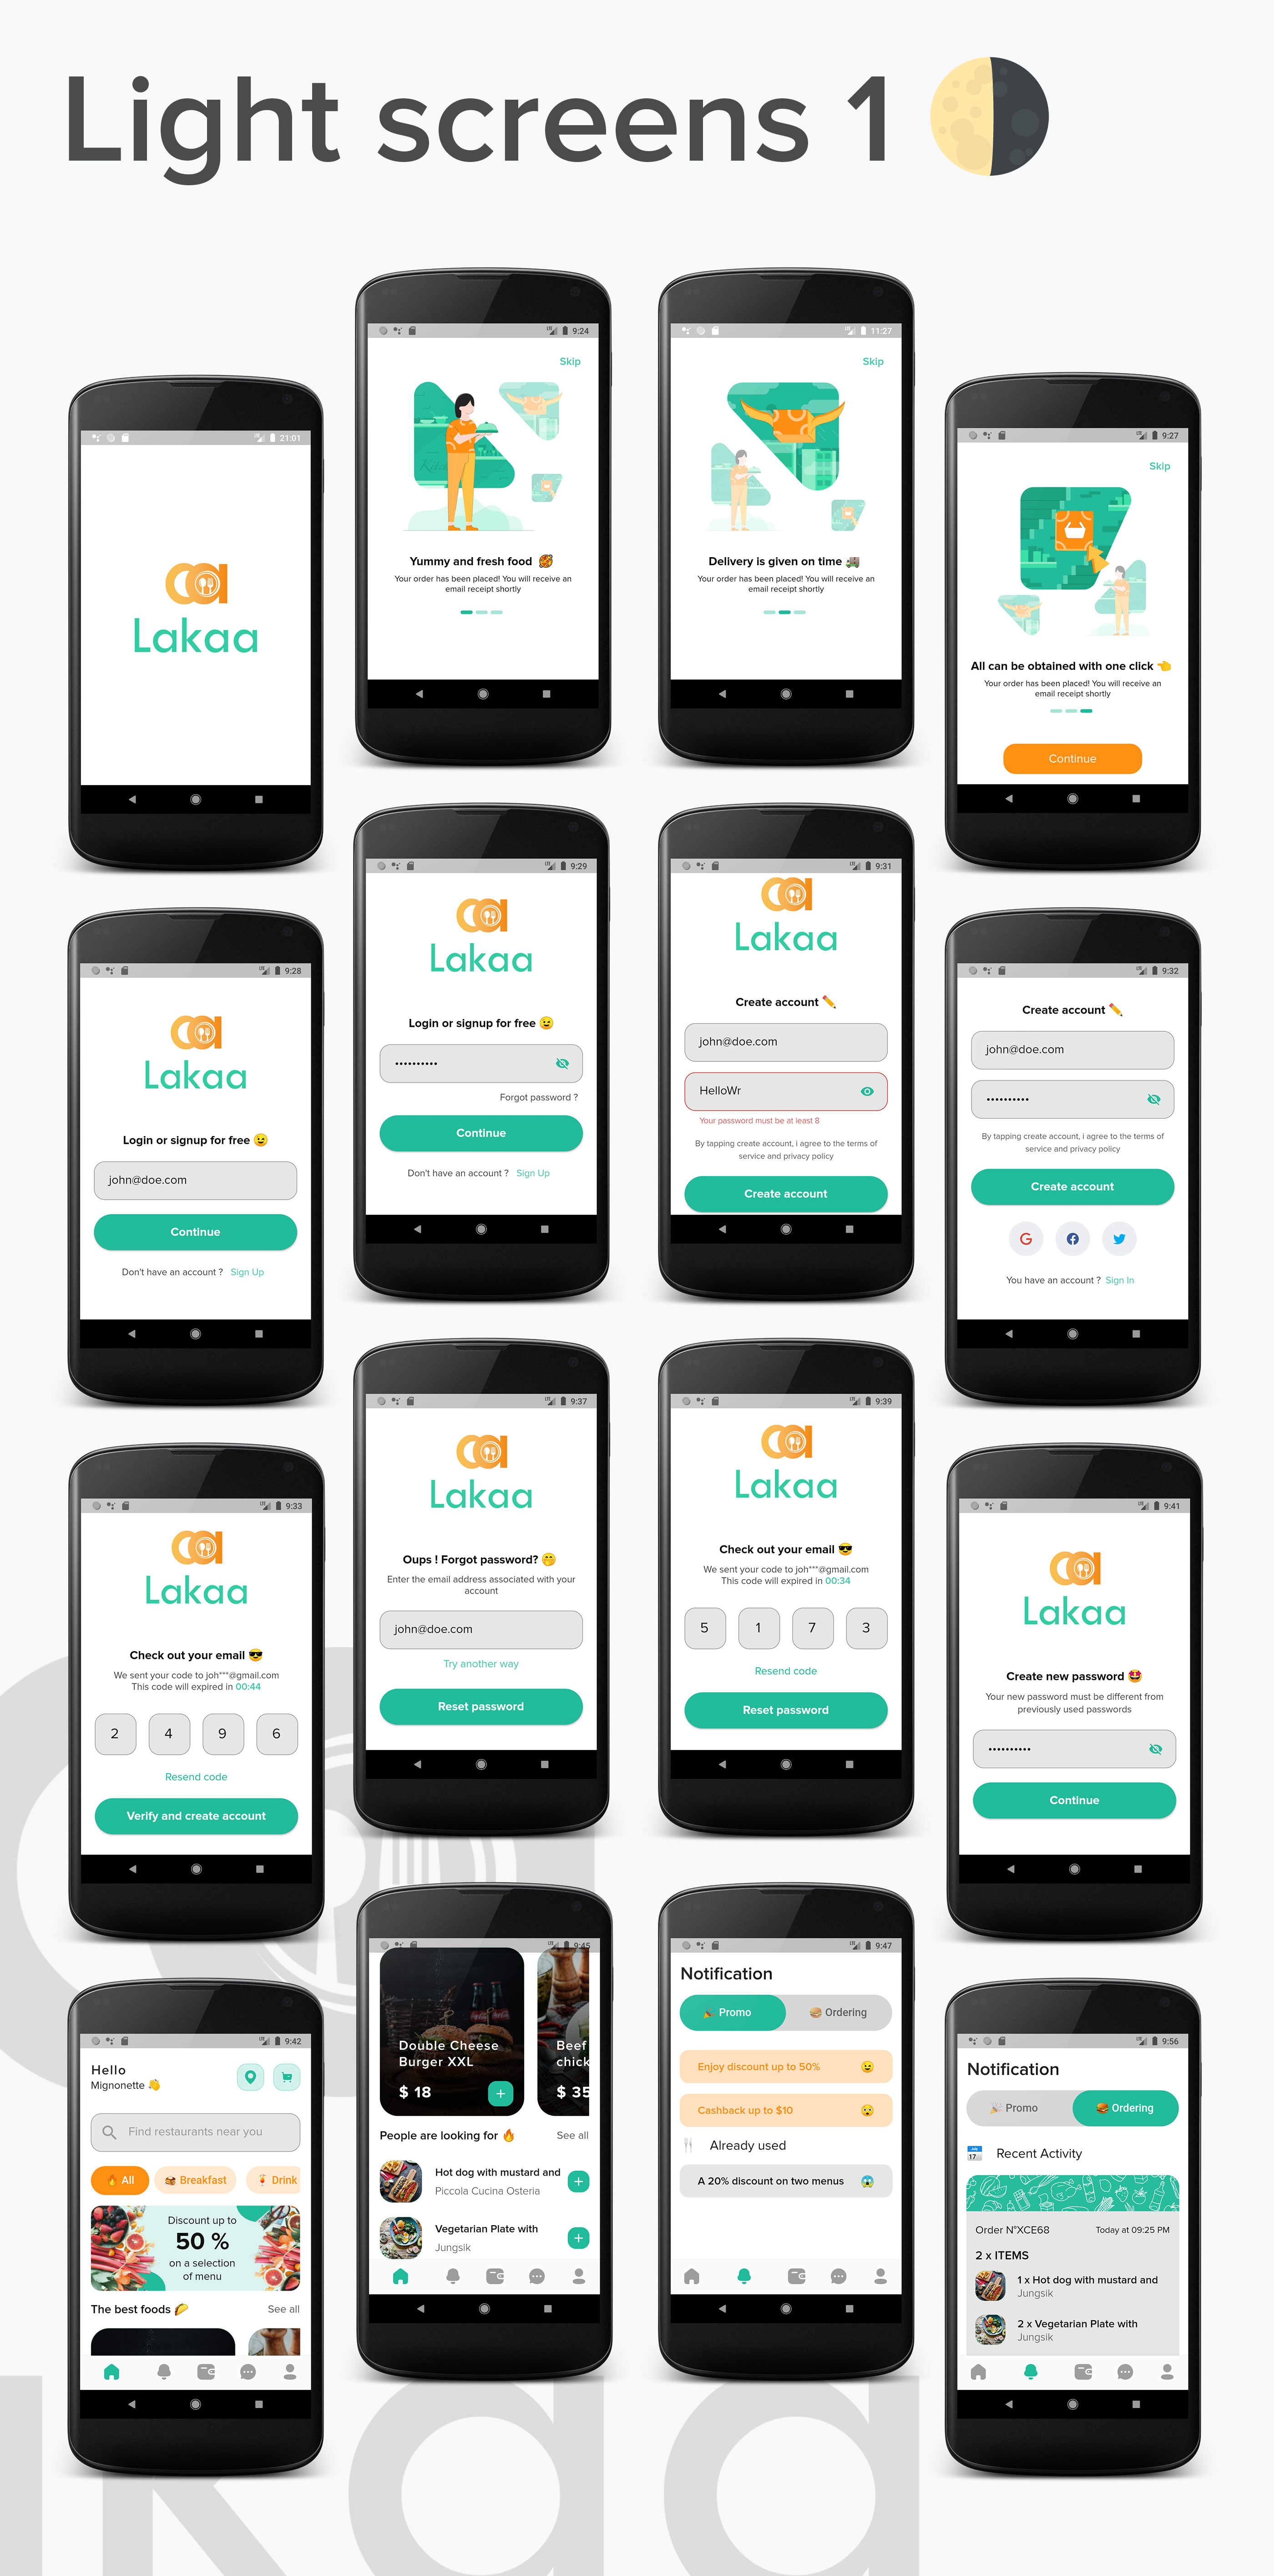 Light screens 1
21:01
Lakaa
9:24
Skip
Kitchen
Yummy and fresh food
Your order has been placed! You will receive an
email receipt shortly
11:27
Skip
Delivery is given on time
Your order has been placed! You will receive an
email receipt shortly
9:27
Skip
All can be obtained with one click
Your order has been placed! You will receive an
email receipt shortly
Continue
9:28
Lakaa
Login or signup for free
john@doe.com
Continue
Don't have an account ? Sign Up
9:29
Lakaa
Login or signup for free
••••••••••
Forgot password ?
Continue
Don't have an account ? Sign Up
9:31
Lakaa
Create account
john@doe.com
HelloWr
Your password must be at least 8
By tapping create account, i agree to the terms of
service and privacy policy
Create account
9:32
Create account
john@doe.com
••••••••••
By tapping create account, i agree to the terms of
service and privacy policy
Create account
You have an account ? Sign In
9:33
Lakaa
Check out your email
We sent your code to joh***@gmail.com
This code will expired in 00:44
2 4 9 6
Resend code
Verify and create account
9:37
Lakaa
Oups ! Forgot password?
Enter the email address associated with your
account
john@doe.com
Try another way
Reset password
9:39
Lakaa
Check out your email
We sent your code to joh***@gmail.com
This code will expired in 00:34
5 1 7 3
Resend code
Reset password
9:41
Lakaa
Create new password
Your new password must be different from
previously used passwords
••••••••••
Continue
9:42
Hello
Mignonette
Find restaurants near you
All Breakfast Drink
Discount up to
50 %
on a selection
of menu
The best foods See all
9:45
Double Cheese
Burger XXL
$ 18
Beef
chick
$ 35
People are looking for See all
Hot dog with mustard and
Piccola Cucina Osteria
Vegetarian Plate with
Jungsik
9:47
Notification
Promo Ordering
Enjoy discount up to 50%
Cashback up to $10
Already used
A 20% discount on two menus
9:56
Notification
Promo Ordering
Recent Activity
Order N°XCE68 Today at 09:25 PM
2 x ITEMS
1 x Hot dog with mustard and
Jungsik
2 x Vegetarian Plate with
Jungsik